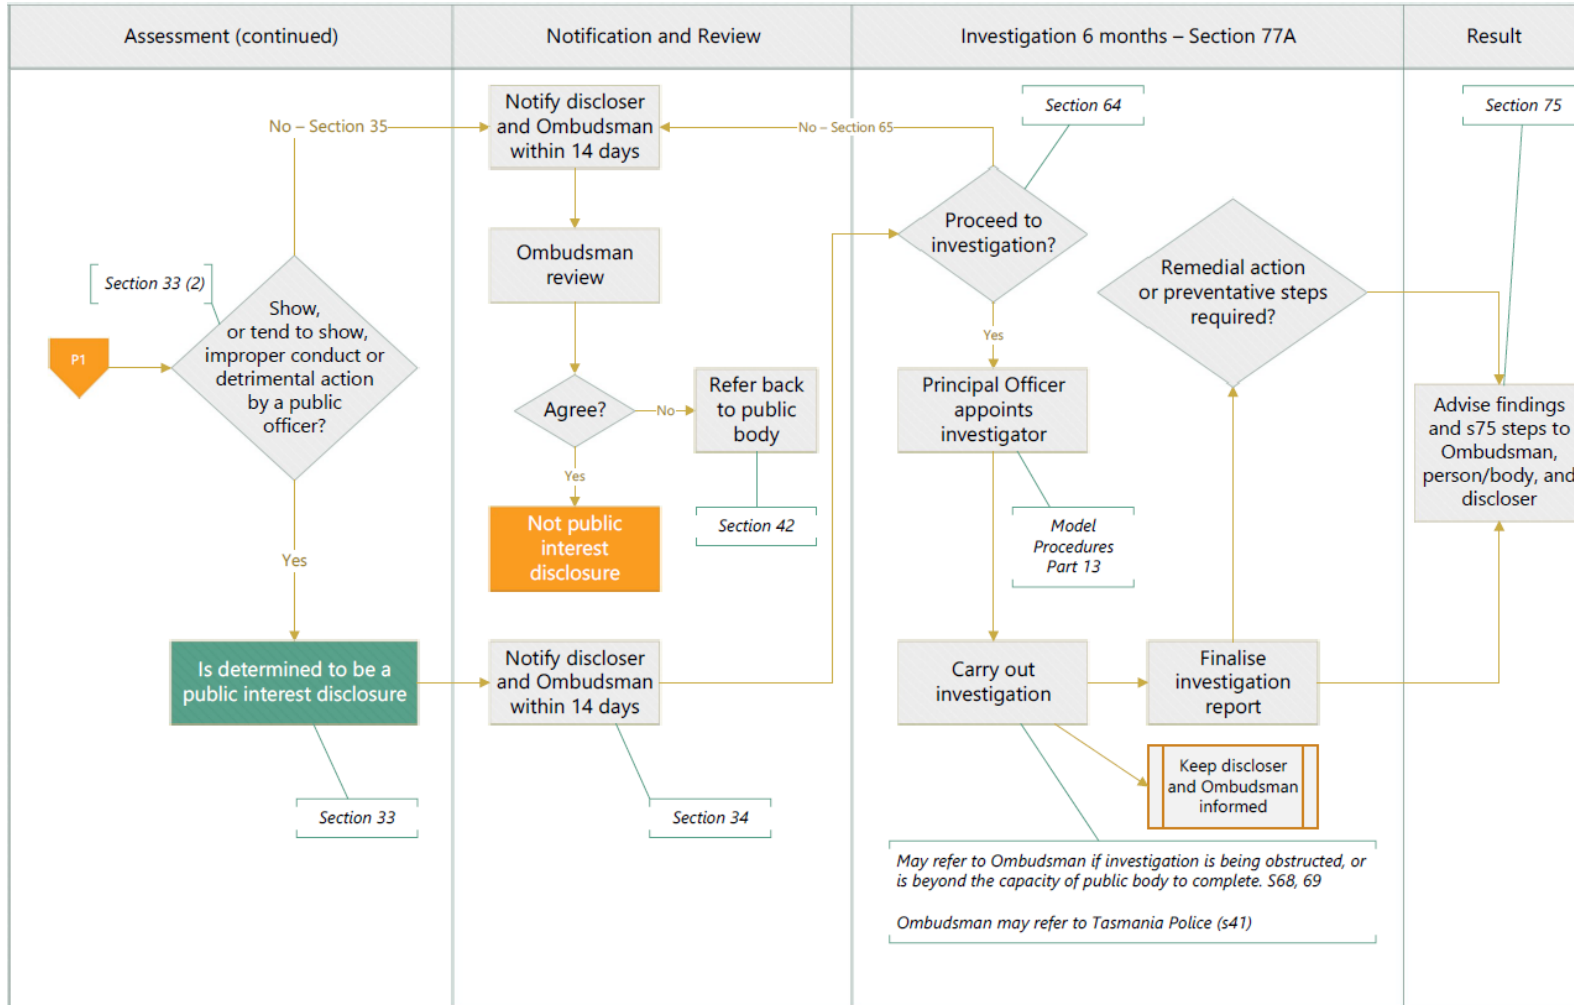 Assessment (continued)
Notification and Review
Investigation 6 months – Section 77A
Result
No – Section 35
Section 33 (2)
P1
Show,
or tend to show,
improper conduct or
detrimental action
by a public
officer?
Yes
Is determined to be a
public interest disclosure
Section 33
Notify discloser
and Ombudsman
within 14 days
Ombudsman
review
Agree?
No
Refer back
to public
body
Section 42
Yes
Not public
interest
disclosure
Notify discloser
and Ombudsman
within 14 days
Section 34
No – Section 65
Section 64
Proceed to
investigation?
Yes
Principal Officer
appoints
investigator
Model
Procedures
Part 13
Carry out
investigation
Finalise
investigation
report
Keep discloser
and Ombudsman
informed
May refer to Ombudsman if investigation is being obstructed, or
is beyond the capacity of public body to complete. S68, 69
Ombudsman may refer to Tasmania Police (s41)
Remedial action
or preventative steps
required?
Section 75
Advise findings
and s75 steps to
Ombudsman,
person/body, and
discloser